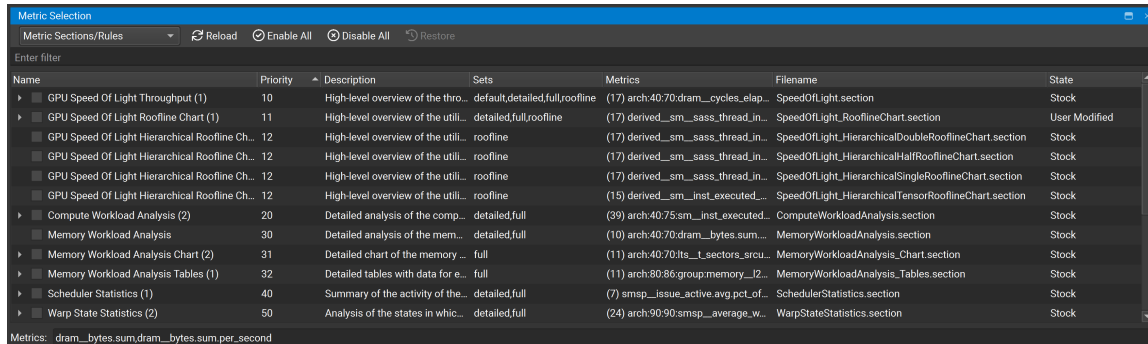 Metric Selection
Metric Sections/Rules Reload Enable All Disable All Restore
Enter filter
Name Priority Description Sets Metrics Filename State
GPU Speed Of Light Throughput (1) 10 High-level overview of the thro... default,detailed,full,roofline (17) arch:40:70:dram__cycles_elap... SpeedOfLight.section Stock
GPU Speed Of Light Roofline Chart (1) 11 High-level overview of the utili... detailed,full,roofline (17) derived__sm__sass_thread_in... SpeedOfLight_RooflineChart.section User Modified
GPU Speed Of Light Hierarchical Roofline Ch... 12 High-level overview of the utili... roofline (17) derived__sm__sass_thread_in... SpeedOfLight_HierarchicalDoubleRooflineChart.section Stock
GPU Speed Of Light Hierarchical Roofline Ch... 12 High-level overview of the utili... roofline (17) derived__sm__sass_thread_in... SpeedOfLight_HierarchicalHalfRooflineChart.section Stock
GPU Speed Of Light Hierarchical Roofline Ch... 12 High-level overview of the utili... roofline (17) derived__sm__sass_thread_in... SpeedOfLight_HierarchicalSingleRooflineChart.section Stock
GPU Speed Of Light Hierarchical Roofline Ch... 12 High-level overview of the utili... roofline (15) derived__sm__inst_executed_... SpeedOfLight_HierarchicalTensorRooflineChart.section Stock
Compute Workload Analysis (2) 20 Detailed analysis of the comp... detailed,full (39) arch:40:75:sm__inst_executed... ComputeWorkloadAnalysis.section Stock
Memory Workload Analysis 30 Detailed analysis of the mem... detailed,full (10) arch:40:70:dram__bytes.sum.... MemoryWorkloadAnalysis.section Stock
Memory Workload Analysis Chart (2) 31 Detailed chart of the memory ... full (11) arch:40:70:lts__t_sectors_srcu... MemoryWorkloadAnalysis_Chart.section Stock
Memory Workload Analysis Tables (1) 32 Detailed tables with data for e... full (11) arch:80:86:group:memory__l2... MemoryWorkloadAnalysis_Tables.section Stock
Scheduler Statistics (1) 40 Summary of the activity of the... detailed,full (7) smsp__issue_active.avg.pct_of... SchedulerStatistics.section Stock
Warp State Statistics (2) 50 Analysis of the states in whic... detailed,full (24) arch:90:90:smsp__average_w... WarpStateStatistics.section Stock
Metrics: dram__bytes.sum,dram__bytes.sum.per_second